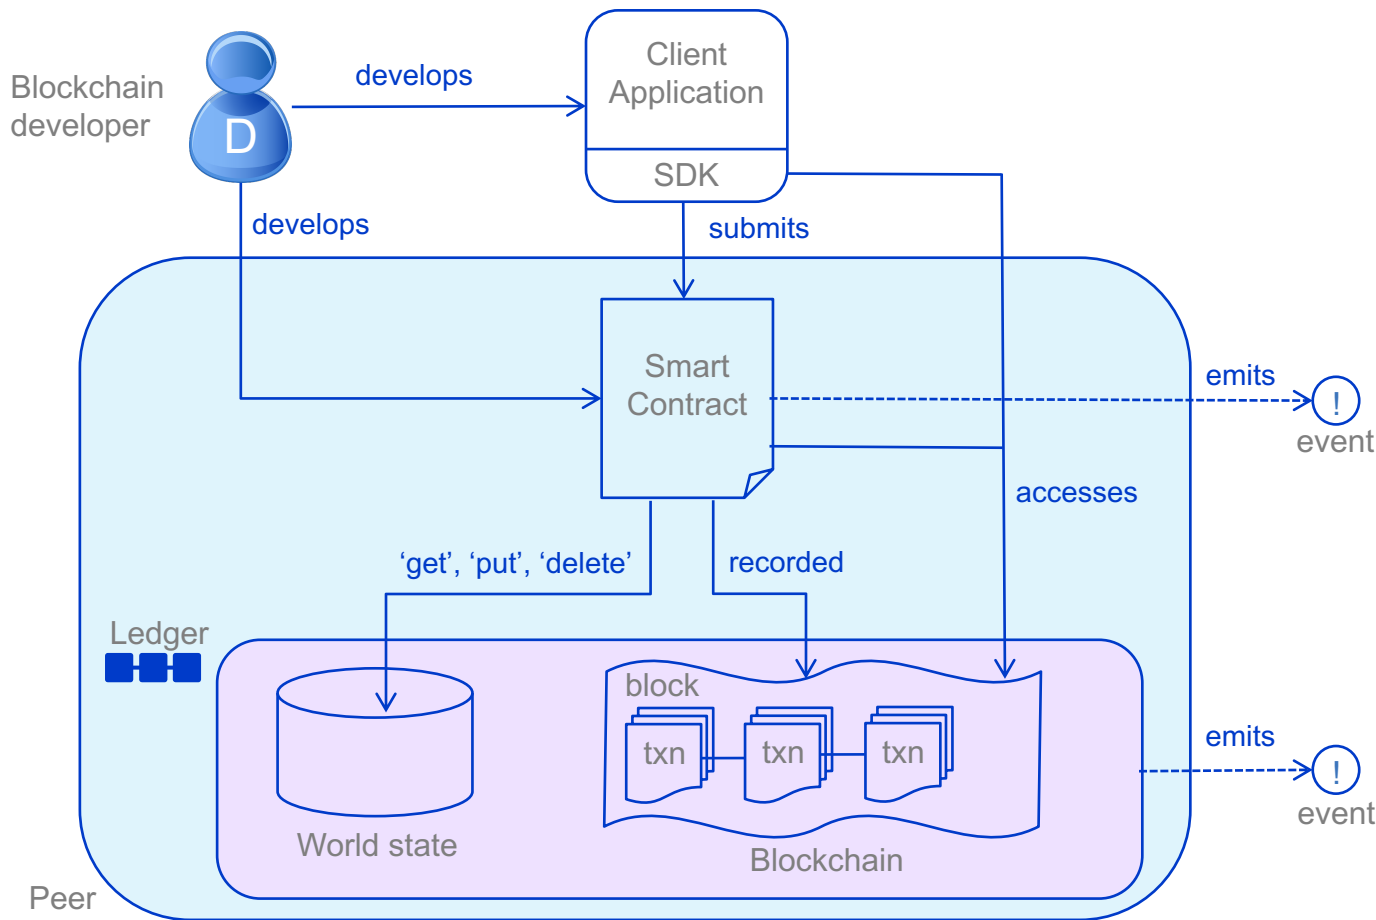 Client
Application
develops
Blockchain
developer
D
SDK
develops
submits
Smart
Contract
emits
!
event
accesses
‘get’, ‘put’, ‘delete’
recorded
Ledger
block
txn
txn
txn
emits
!
event
World state
Blockchain
Peer